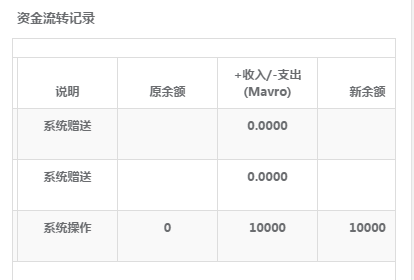 资金流转记录
+收入/-支出
说明 原余额 (Mavro) 新余额
系统赠送 0.0000
系统赠送 0.0000
系统操作 0 10000 10000